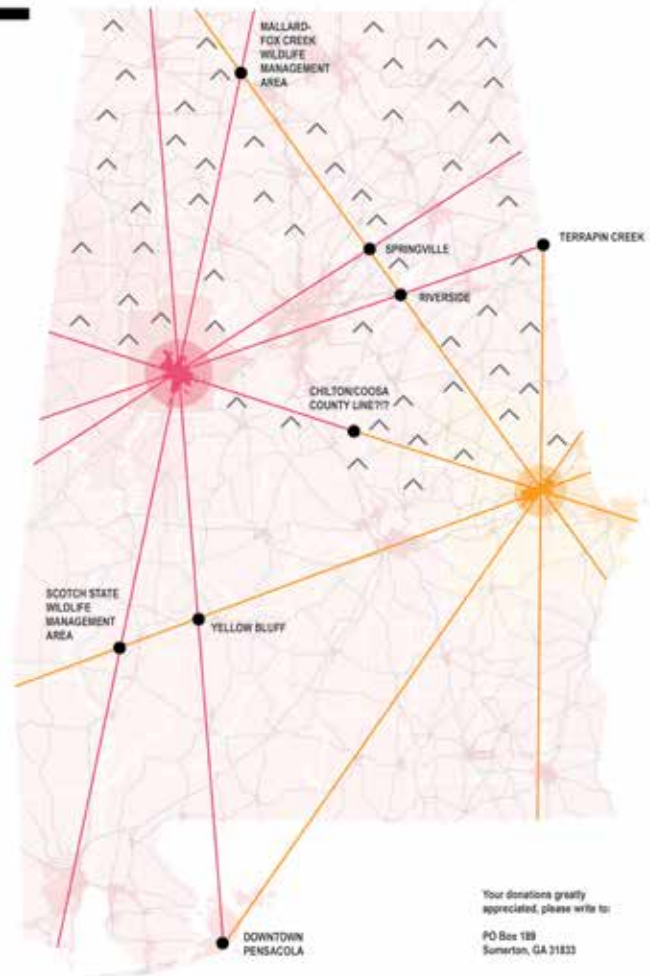 MALLARD-
FOX CREEK
WILDLIFE
MANAGEMENT
AREA
SPRINGVILLE
TERRAPIN CREEK
RIVERSIDE
CHILTON/COOSA
COUNTY LINE?!?
SCOTCH STATE
WILDLIFE
MANAGEMENT
AREA
YELLOW BLUFF
DOWNTOWN
PENSACOLA
Your donations greatly
appreciated, please write to:
PO Box 189
Sumerton, GA 31833